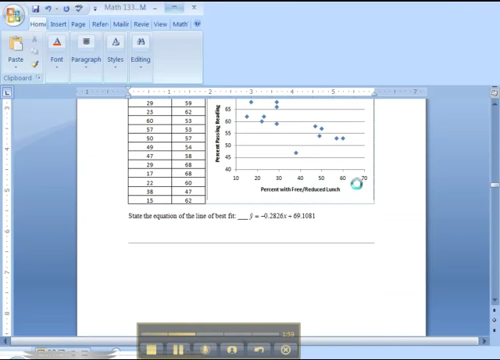 Math 133...M
Home Insert Page Refer Mailin Revie View Math
Paste Font Paragraph Styles Editing
Clipboard
29 59
25 62
60 53
57 53
50 57
49 54
47 58
29 68
17 68
22 60
38 47
15 62
Percent Passing Reading
65
60
55
50
45
40
10 20 30 40 50 60 70
Percent with Free/Reduced Lunch
State the equation of the line of best fit: ___ ŷ = −0.2826x + 69.1081
1:59